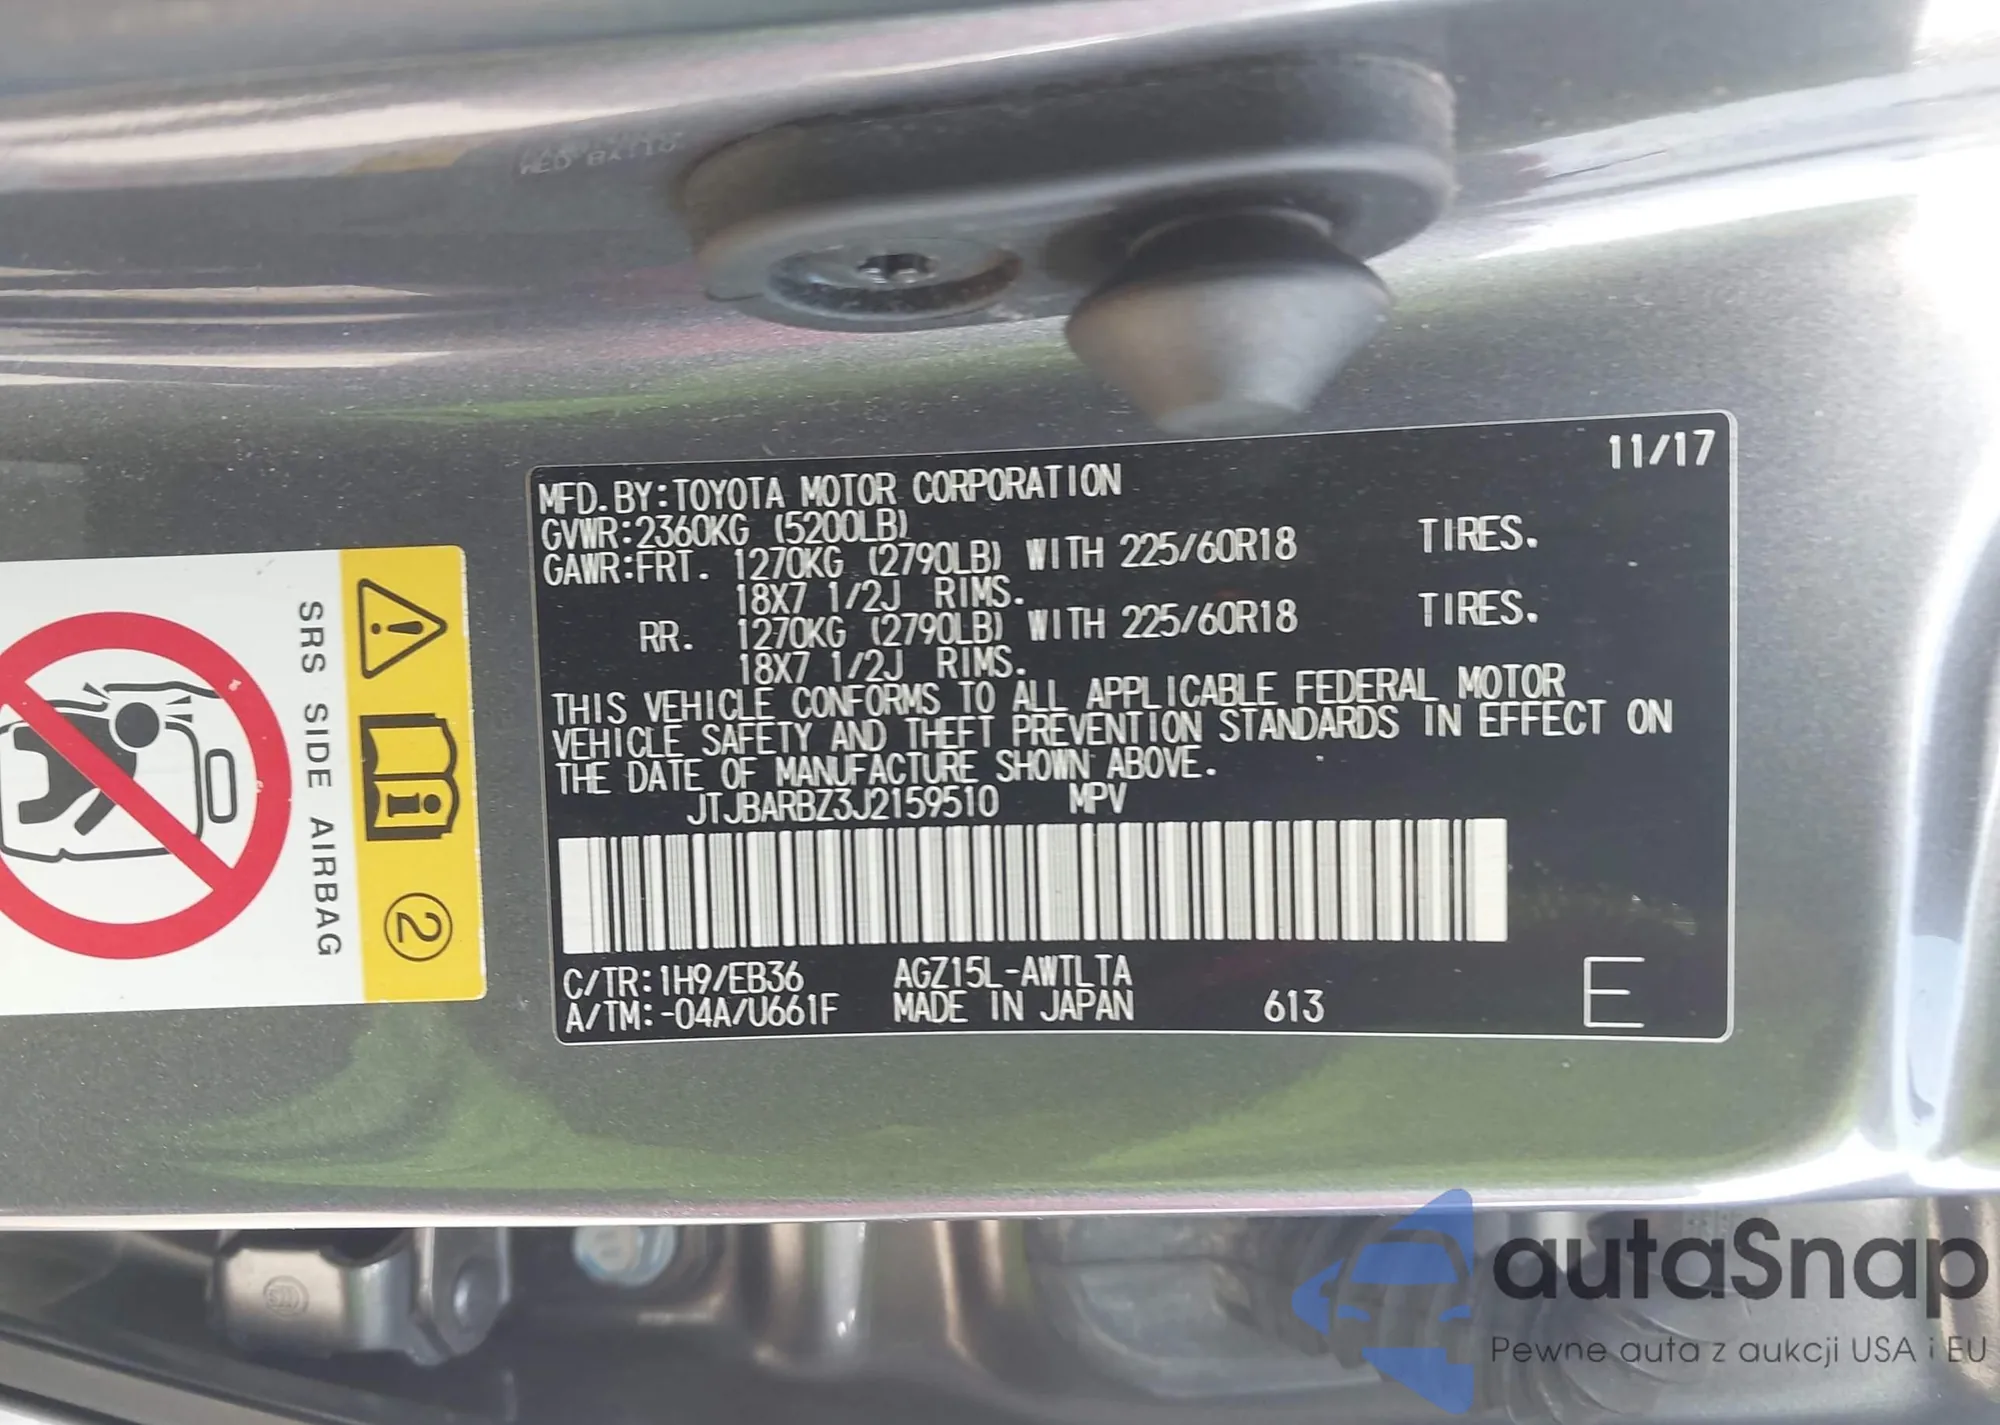 11/17
MFD.BY:TOYOTA MOTOR CORPORATION
GVWR:2360KG (5200LB)
GAWR:FRT. 1270KG (2790LB) WITH 225/60R18 TIRES.
18X7 1/2J RIMS.
RR. 1270KG (2790LB) WITH 225/60R18 TIRES.
18X7 1/2J RIMS.
THIS VEHICLE CONFORMS TO ALL APPLICABLE FEDERAL MOTOR
VEHICLE SAFETY AND THEFT PREVENTION STANDARDS IN EFFECT ON
THE DATE OF MANUFACTURE SHOWN ABOVE.
JTJBARBZ3J2159510 MPV
C/TR:1H9/EB36 AGZ15L-AWTLTA
A/TM:-04A/U661F MADE IN JAPAN 613 E
SRS SIDE AIRBAG
2
autaSnap
Pewne auta z aukcji USA i EU